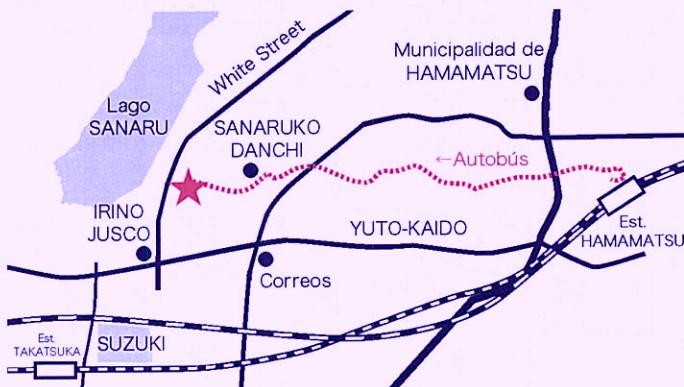 White Street
Municipalidad de
HAMAMATSU
Lago
SANARU
SANARUKO
DANCHI
←Autobús
IRINO
JUSCO
YUTO-KAIDO
Est.
HAMAMATSU
Correos
Est.
TAKATSUKA
SUZUKI